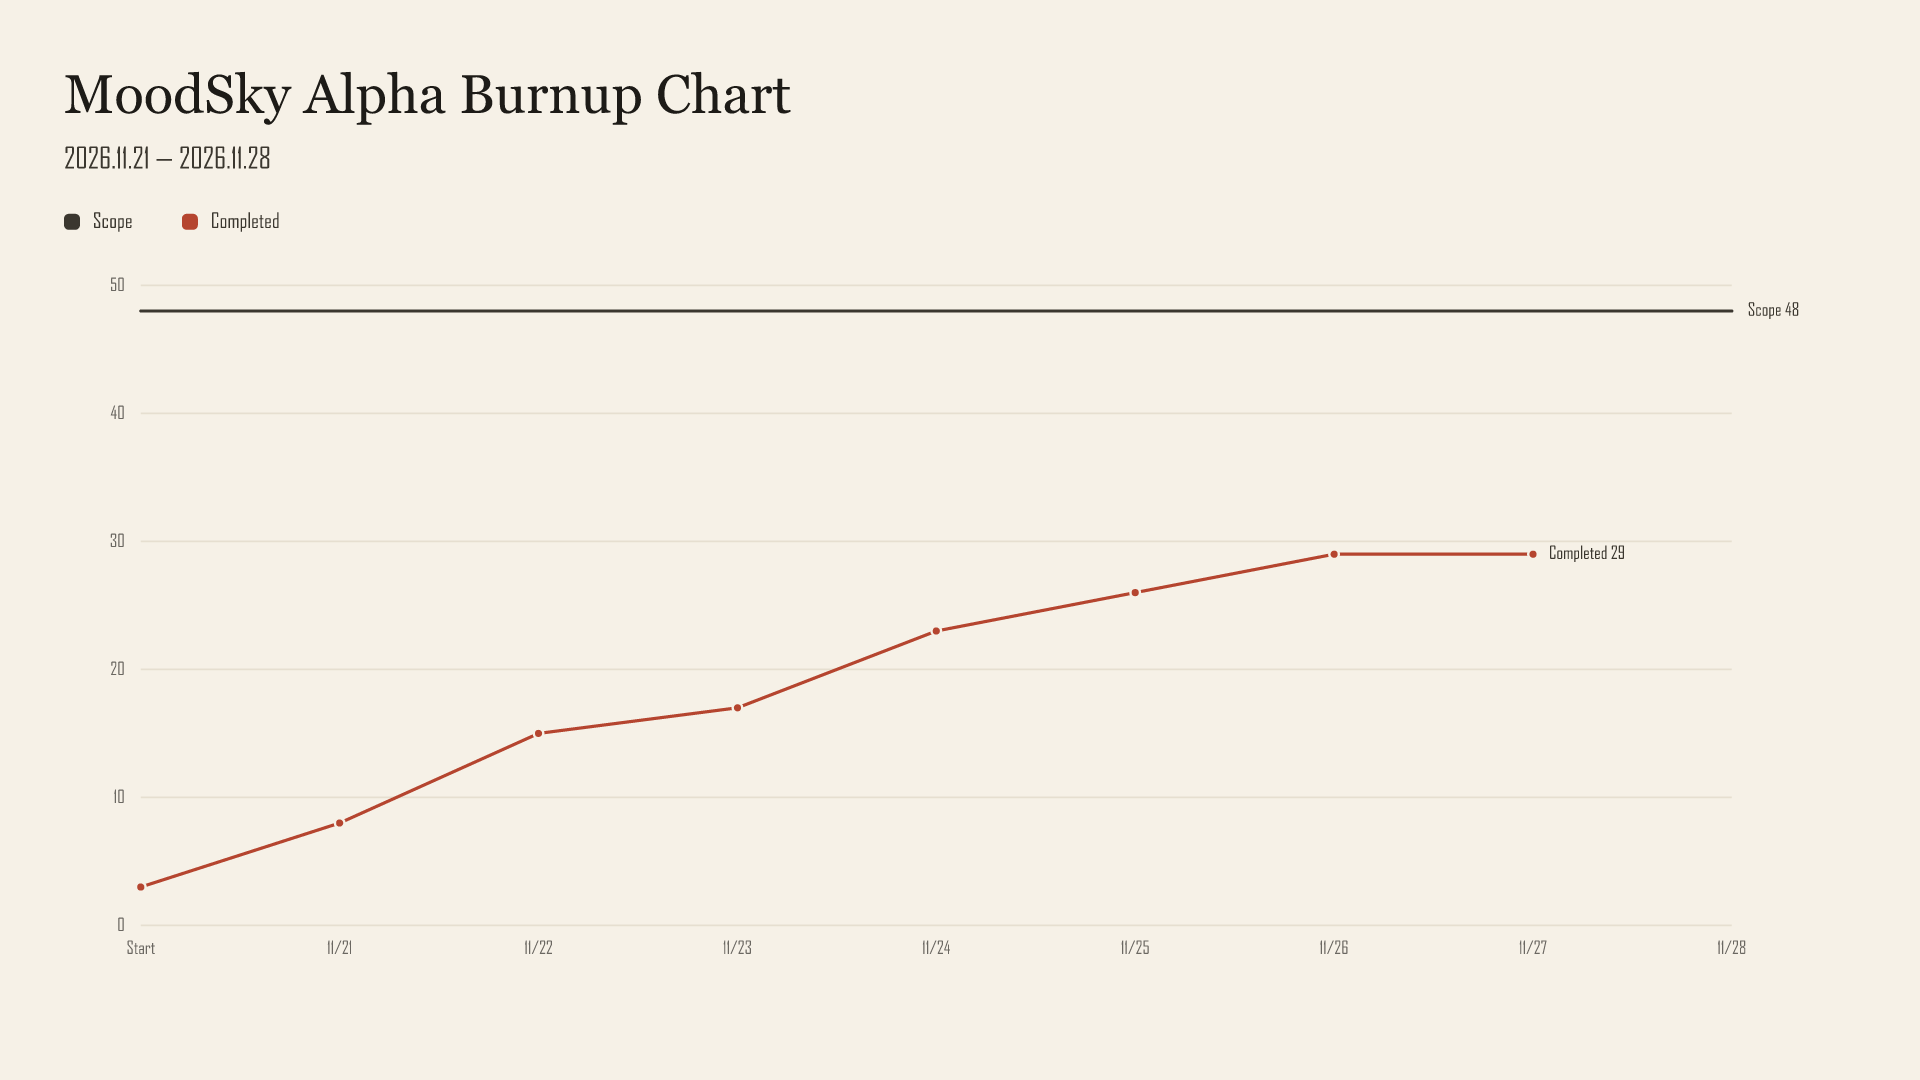 MoodSky Alpha Burnup Chart
2026.11.21 — 2026.11.28
Scope Completed
50
Scope 48
40
30
Completed 29
20
10
0
Start 11/21 11/22 11/23 11/24 11/25 11/26 11/27 11/28